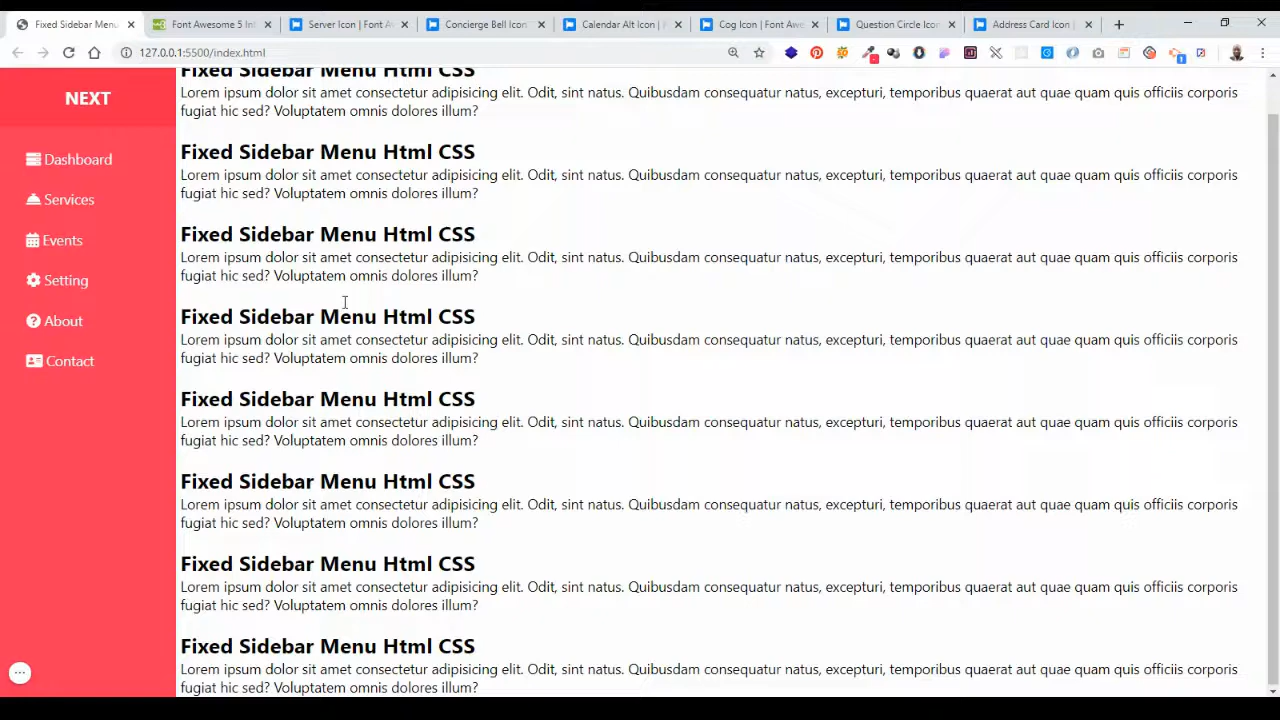 Fixed Sidebar Menu
Font Awesome 5 Int
Server Icon | Font A
Concierge Bell Icon
Calendar Alt Icon |
Cog Icon | Font Awe
Question Circle Icon
Address Card Icon |
127.0.0.1:5500/index.html
NEXT
Dashboard
Services
Events
Setting
About
Contact
Fixed Sidebar Menu Html CSS
Lorem ipsum dolor sit amet consectetur adipisicing elit. Odit, sint natus. Quibusdam consequatur natus, excepturi, temporibus quaerat aut quae quam quis officiis corporis
fugiat hic sed? Voluptatem omnis dolores illum?
Fixed Sidebar Menu Html CSS
Lorem ipsum dolor sit amet consectetur adipisicing elit. Odit, sint natus. Quibusdam consequatur natus, excepturi, temporibus quaerat aut quae quam quis officiis corporis
fugiat hic sed? Voluptatem omnis dolores illum?
Fixed Sidebar Menu Html CSS
Lorem ipsum dolor sit amet consectetur adipisicing elit. Odit, sint natus. Quibusdam consequatur natus, excepturi, temporibus quaerat aut quae quam quis officiis corporis
fugiat hic sed? Voluptatem omnis dolores illum?
Fixed Sidebar Menu Html CSS
Lorem ipsum dolor sit amet consectetur adipisicing elit. Odit, sint natus. Quibusdam consequatur natus, excepturi, temporibus quaerat aut quae quam quis officiis corporis
fugiat hic sed? Voluptatem omnis dolores illum?
Fixed Sidebar Menu Html CSS
Lorem ipsum dolor sit amet consectetur adipisicing elit. Odit, sint natus. Quibusdam consequatur natus, excepturi, temporibus quaerat aut quae quam quis officiis corporis
fugiat hic sed? Voluptatem omnis dolores illum?
Fixed Sidebar Menu Html CSS
Lorem ipsum dolor sit amet consectetur adipisicing elit. Odit, sint natus. Quibusdam consequatur natus, excepturi, temporibus quaerat aut quae quam quis officiis corporis
fugiat hic sed? Voluptatem omnis dolores illum?
Fixed Sidebar Menu Html CSS
Lorem ipsum dolor sit amet consectetur adipisicing elit. Odit, sint natus. Quibusdam consequatur natus, excepturi, temporibus quaerat aut quae quam quis officiis corporis
fugiat hic sed? Voluptatem omnis dolores illum?
Fixed Sidebar Menu Html CSS
Lorem ipsum dolor sit amet consectetur adipisicing elit. Odit, sint natus. Quibusdam consequatur natus, excepturi, temporibus quaerat aut quae quam quis officiis corporis
fugiat hic sed? Voluptatem omnis dolores illum?